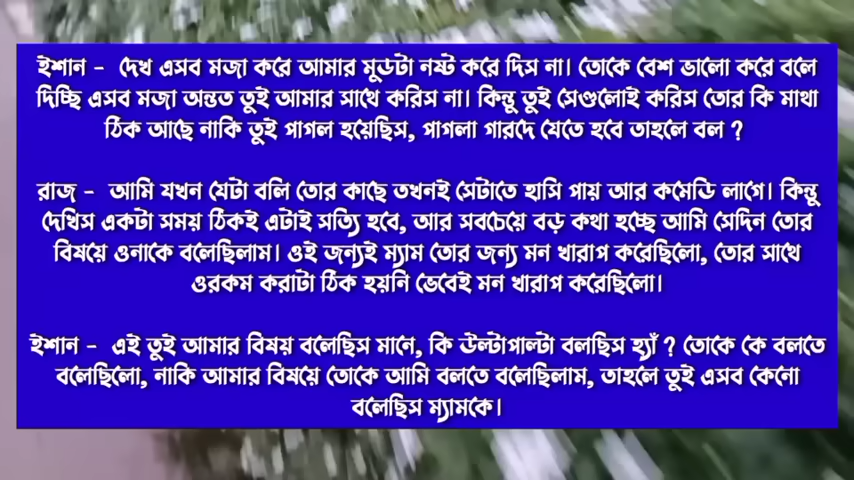 ইশান - দেখ এসব মজা করে আমার মুডটা নষ্ট করে দিস না। তোকে বেশ ভালো করে বলে
দিচ্ছি এসব মজা অন্তত তুই আমার সাথে করিস না। কিন্তু তুই সেগুলোই করিস তোর কি মাথা
ঠিক আছে নাকি তুই পাগল হয়েছিস, পাগলা গারদে যেতে হবে তাহলে বল ?
রাজ - আমি যখন যেটা বলি তোর কাছে তখনই সেটাতে হাসি পায় আর কমেডি লাগে। কিন্তু
দেখিস একটা সময় ঠিকই এটাই সত্যি হবে, আর সবচেয়ে বড় কথা হচ্ছে আমি সেদিন তোর
বিষয়ে ওনাকে বলেছিলাম। ওই জন্যই ম্যাম তোর জন্য মন খারাপ করেছিলো, তোর সাথে
ওরকম করাটা ঠিক হয়নি ভেবেই মন খারাপ করেছিলো।
ইশান - এই তুই আমার বিষয় বলেছিস মানে, কি উল্টাপাল্টা বলছিস হ্যাঁ ? তোকে কে বলতে
বলেছিলো, নাকি আমার বিষয়ে তোকে আমি বলতে বলেছিলাম, তাহলে তুই এসব কেনো
বলেছিস ম্যামকে।